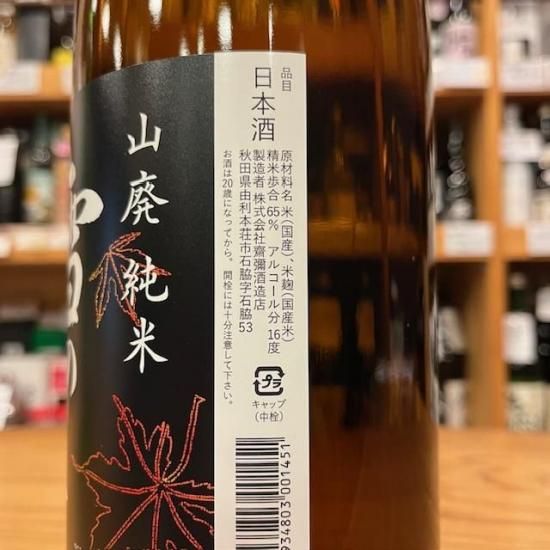 山廃 純米
品目
日本酒
原材料名 米(国産)、米麹(国産米)
精米歩合 65% アルコール分 16度
製造者 株式会社齋彌酒造店
秋田県由利本荘市石脇字石脇53
お酒は20歳になってから。 開栓には十分注意して下さい。
プラ
キャップ
(中栓)
934803001451